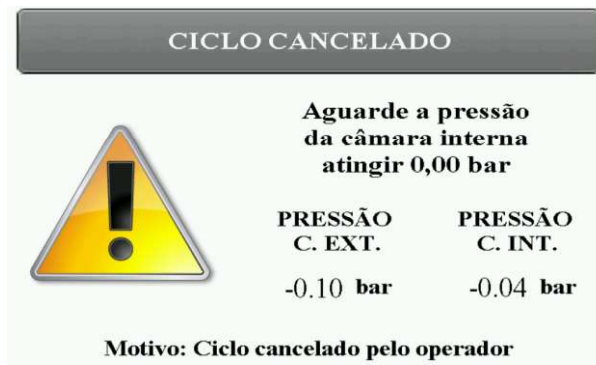 CICLO CANCELADO
Aguarde a pressão
da câmara interna
atingir 0,00 bar
PRESSÃO PRESSÃO
C. EXT. C. INT.
-0.10 bar -0.04 bar
Motivo: Ciclo cancelado pelo operador